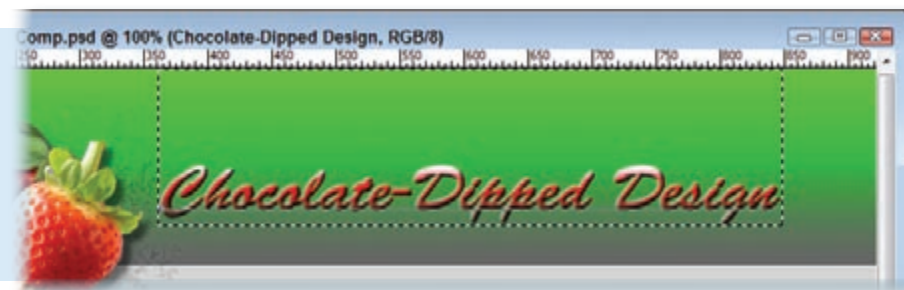 Comp.psd @ 100% (Chocolate-Dipped Design, RGB/8)
300 350 400 450 500 550 600 650 700 750 800 850 900
Chocolate-Dipped Design